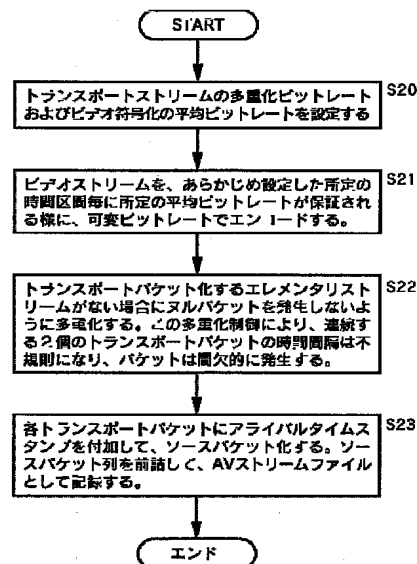 START
トランスポートストリームの多重化ビットレート
およびビデオ符号化の平均ビットレートを設定する
S20
ビデオストリームを、あらかじめ設定した所定の
時間区間毎に所定の平均ビットレートが保証され
る様に、可変ビットレートでエンコードする。
S21
トランスポートパケット化するエレメンタリスト
リームがない場合にヌルパケットを発生しないよ
うに多重化する。この多重化制御により、連続す
る2個のトランスポートパケットの時間間隔は不
規則になり、パケットは間欠的に発生する。
S22
各トランスポートパケットにアライバルタイムス
タンプを付加して、ソースパケット化する。ソー
スパケット列を前詰して、AVストリームファイル
として記録する。
S23
エンド